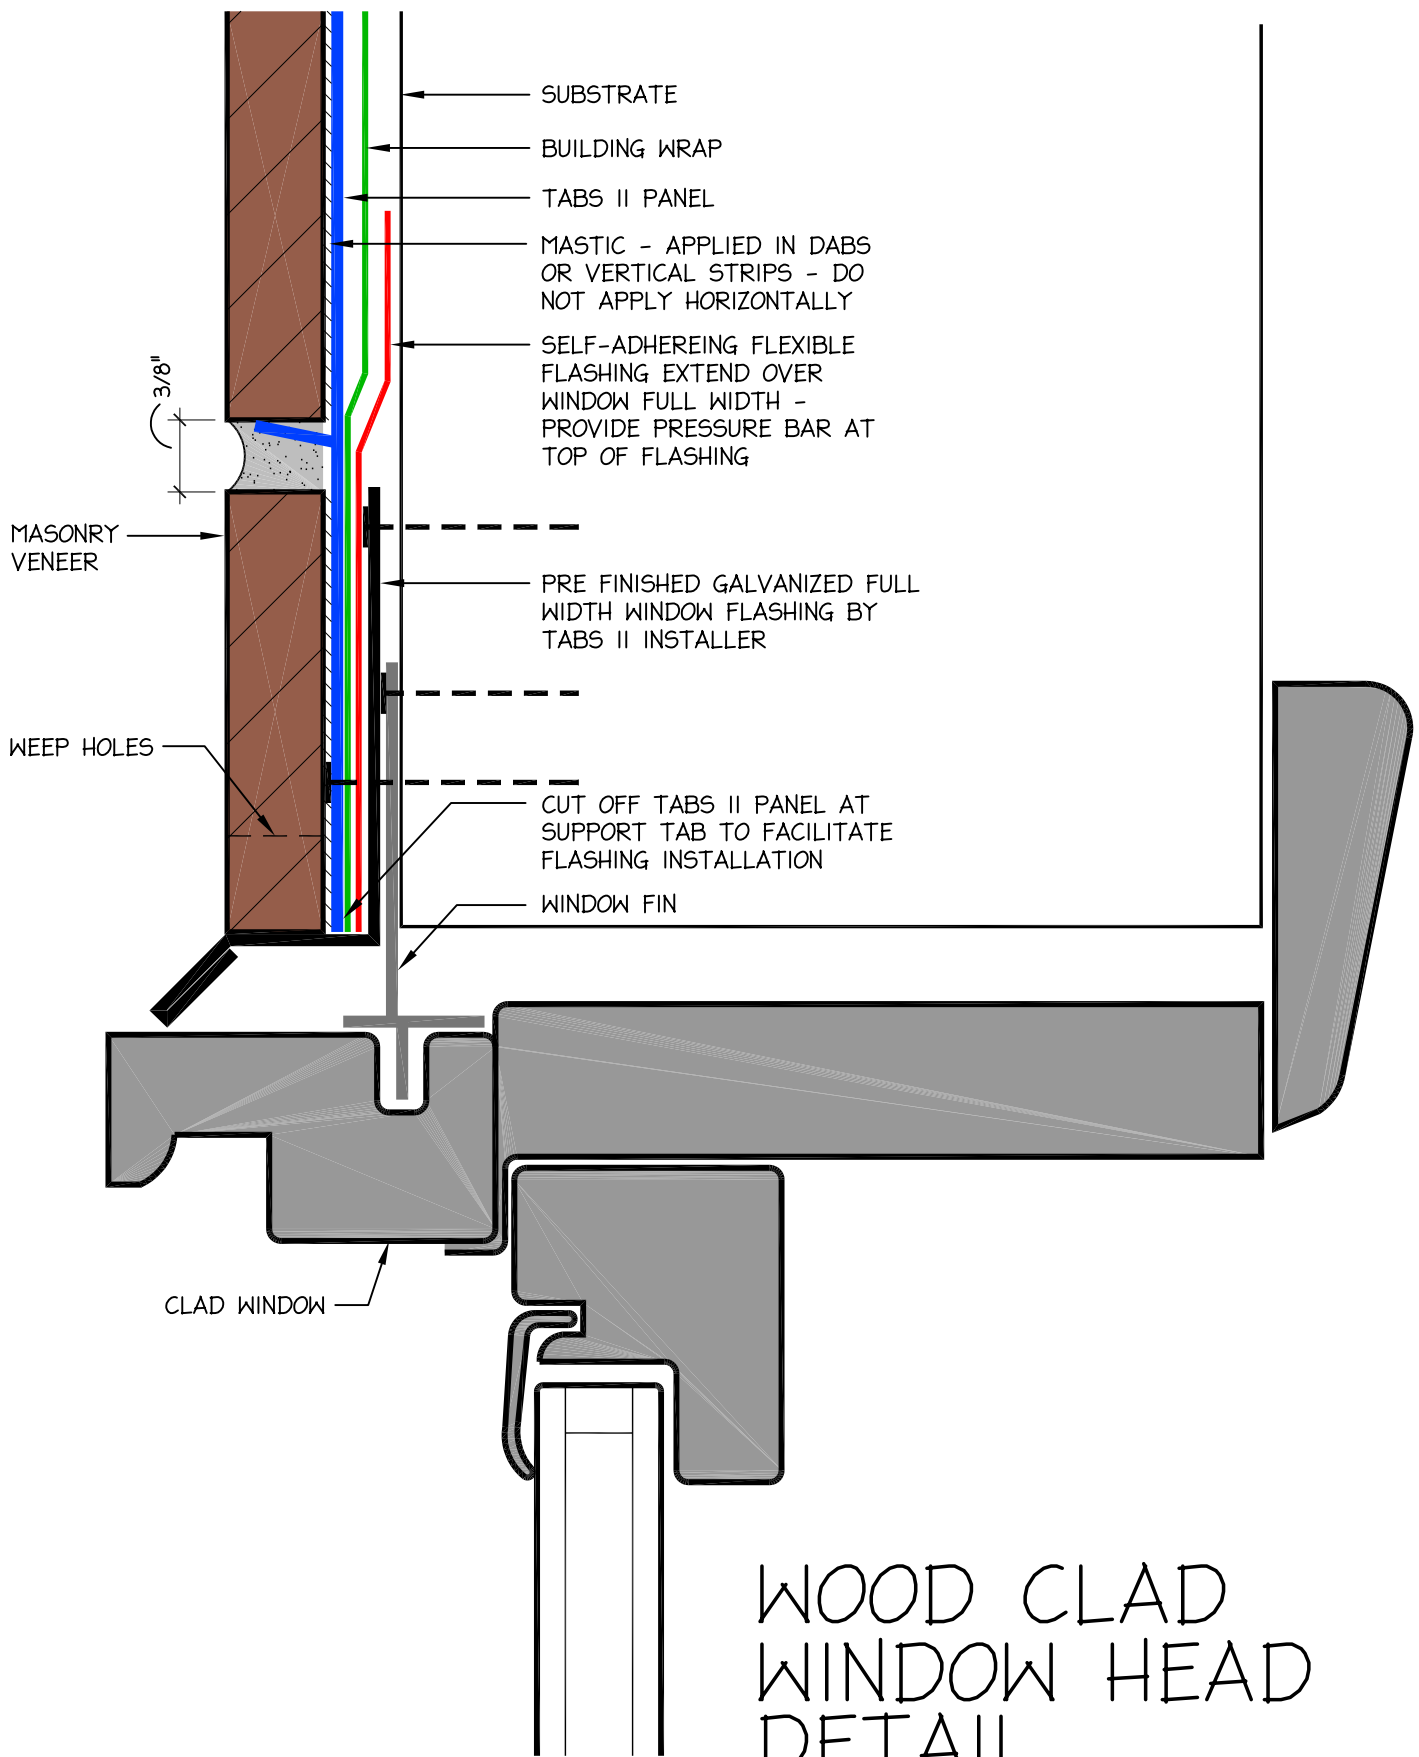 SUBSTRATE
BUILDING WRAP
TABS II PANEL
MASTIC - APPLIED IN DABS
OR VERTICAL STRIPS - DO
NOT APPLY HORIZONTALLY
SELF-ADHEREING FLEXIBLE
FLASHING EXTEND OVER
WINDOW FULL WIDTH -
PROVIDE PRESSURE BAR AT
TOP OF FLASHING
3/8"
MASONRY
VENEER
PRE FINISHED GALVANIZED FULL
WIDTH WINDOW FLASHING BY
TABS II INSTALLER
WEEP HOLES
CUT OFF TABS II PANEL AT
SUPPORT TAB TO FACILITATE
FLASHING INSTALLATION
WINDOW FIN
CLAD WINDOW
WOOD CLAD
WINDOW HEAD
DETAIL